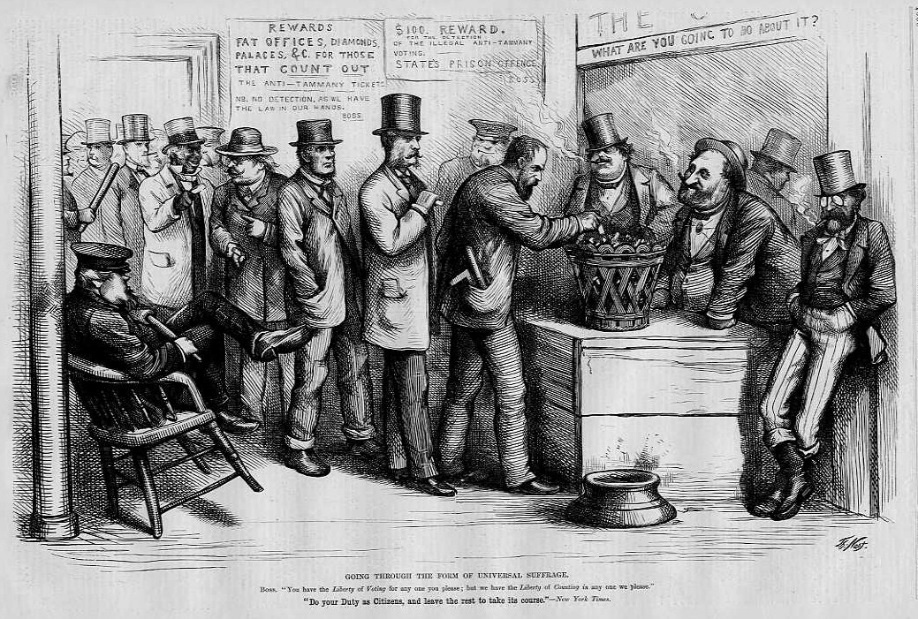 REWARDS
FAT OFFICES, DIAMONDS,
PALACES, &C. FOR THOSE
THAT COUNT OUT
THE ANTI-TAMMANY TICKETS
NO. NO DETECTION, AS WE HAVE
THE LAW IN OUR HANDS.
BOSS
$100. REWARD.
FOR THE DETECTION
OF THE ILLEGAL ANTI-TAMMANY
VOTING.
STATE'S PRISON OFFENCE
BOSS
THE
WHAT ARE YOU GOING TO DO ABOUT IT?
Th. Nast.
GOING THROUGH THE FORM OF UNIVERSAL SUFFRAGE.
Boss. "You have the Liberty of Voting for any one you please; but we have the Liberty of Counting in any one we please."
"Do your Duty as Citizens, and leave the rest to take its course."—New York Times.